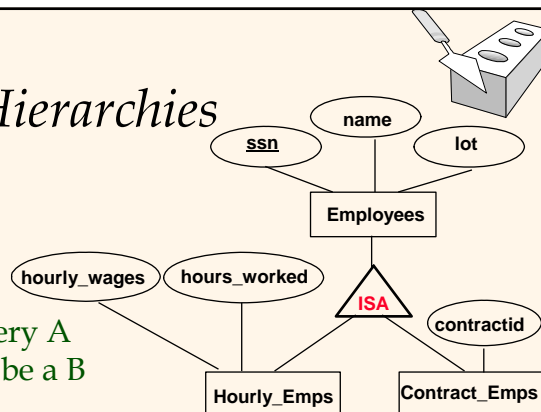 Hierarchies
name
ssn
lot
Employees
hourly_wages
hours_worked
ISA
contractid
ery A
be a B
Hourly_Emps
Contract_Emps